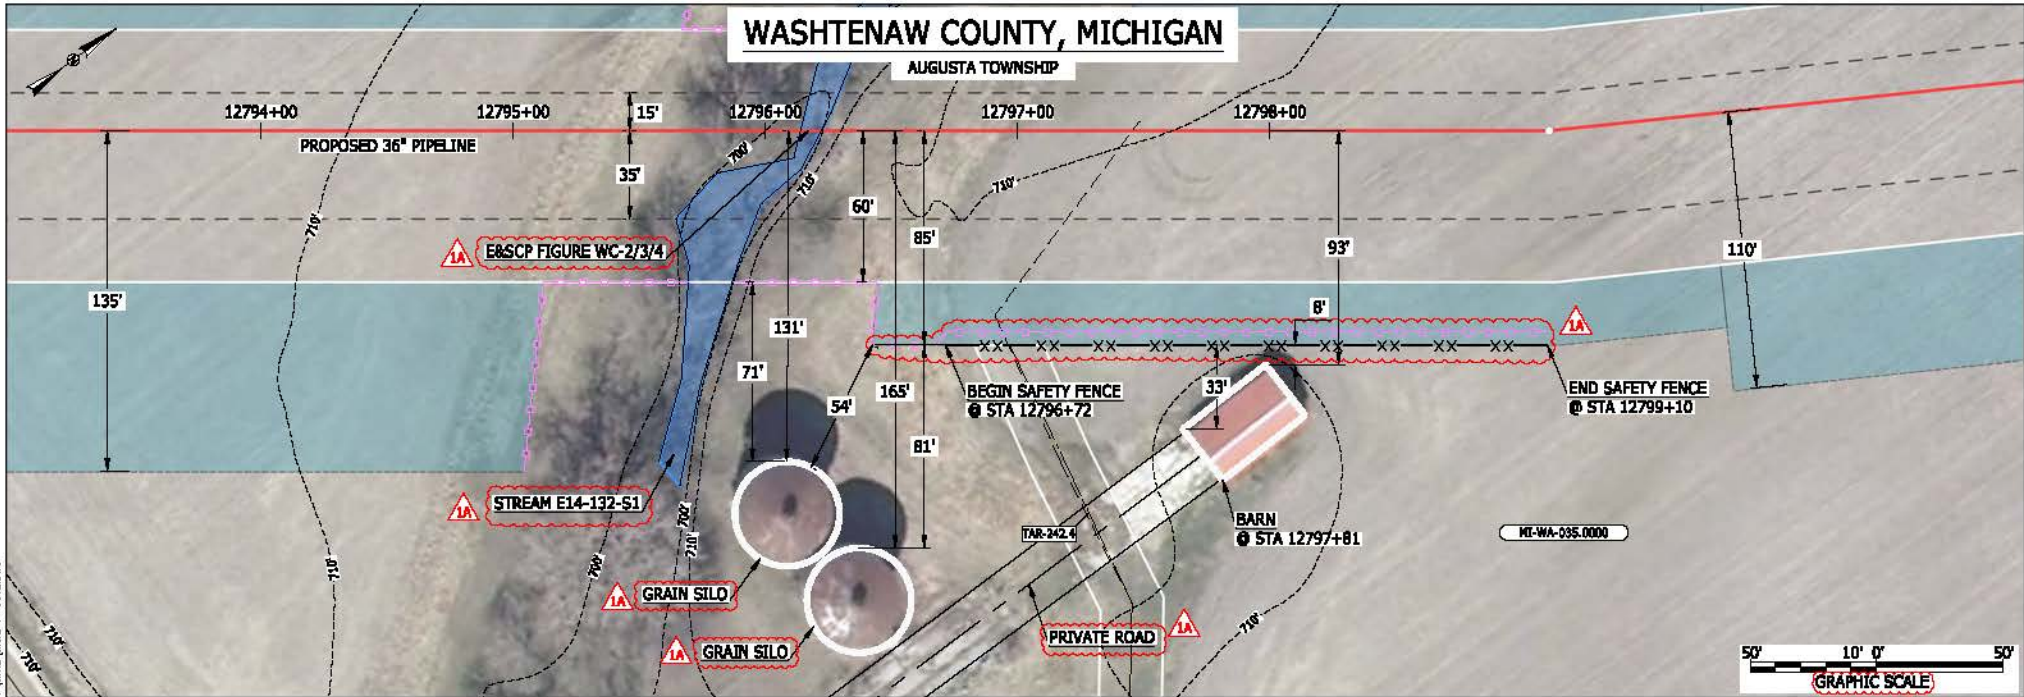 WASHTENAW COUNTY, MICHIGAN
AUGUSTA TOWNSHIP
12794+00
12795+00
12796+00
12797+00
12798+00
PROPOSED 36" PIPELINE
15'
35'
700'
710'
710'
710'
60'
85'
93'
110'
1A
E&SCP FIGURE WC-2/3/4
135'
131'
8'
1A
71'
54'
165'
33'
81'
BEGIN SAFETY FENCE
@ STA 12796+72
END SAFETY FENCE
@ STA 12799+10
1A
STREAM E14-132-S1
700'
710'
700'
710'
BARN
@ STA 12797+81
TAR-242.4
MI-WA-035.0000
1A
GRAIN SILO
1A
GRAIN SILO
PRIVATE ROAD
1A
710'
710'
710'
50'
10'
0'
50'
GRAPHIC SCALE